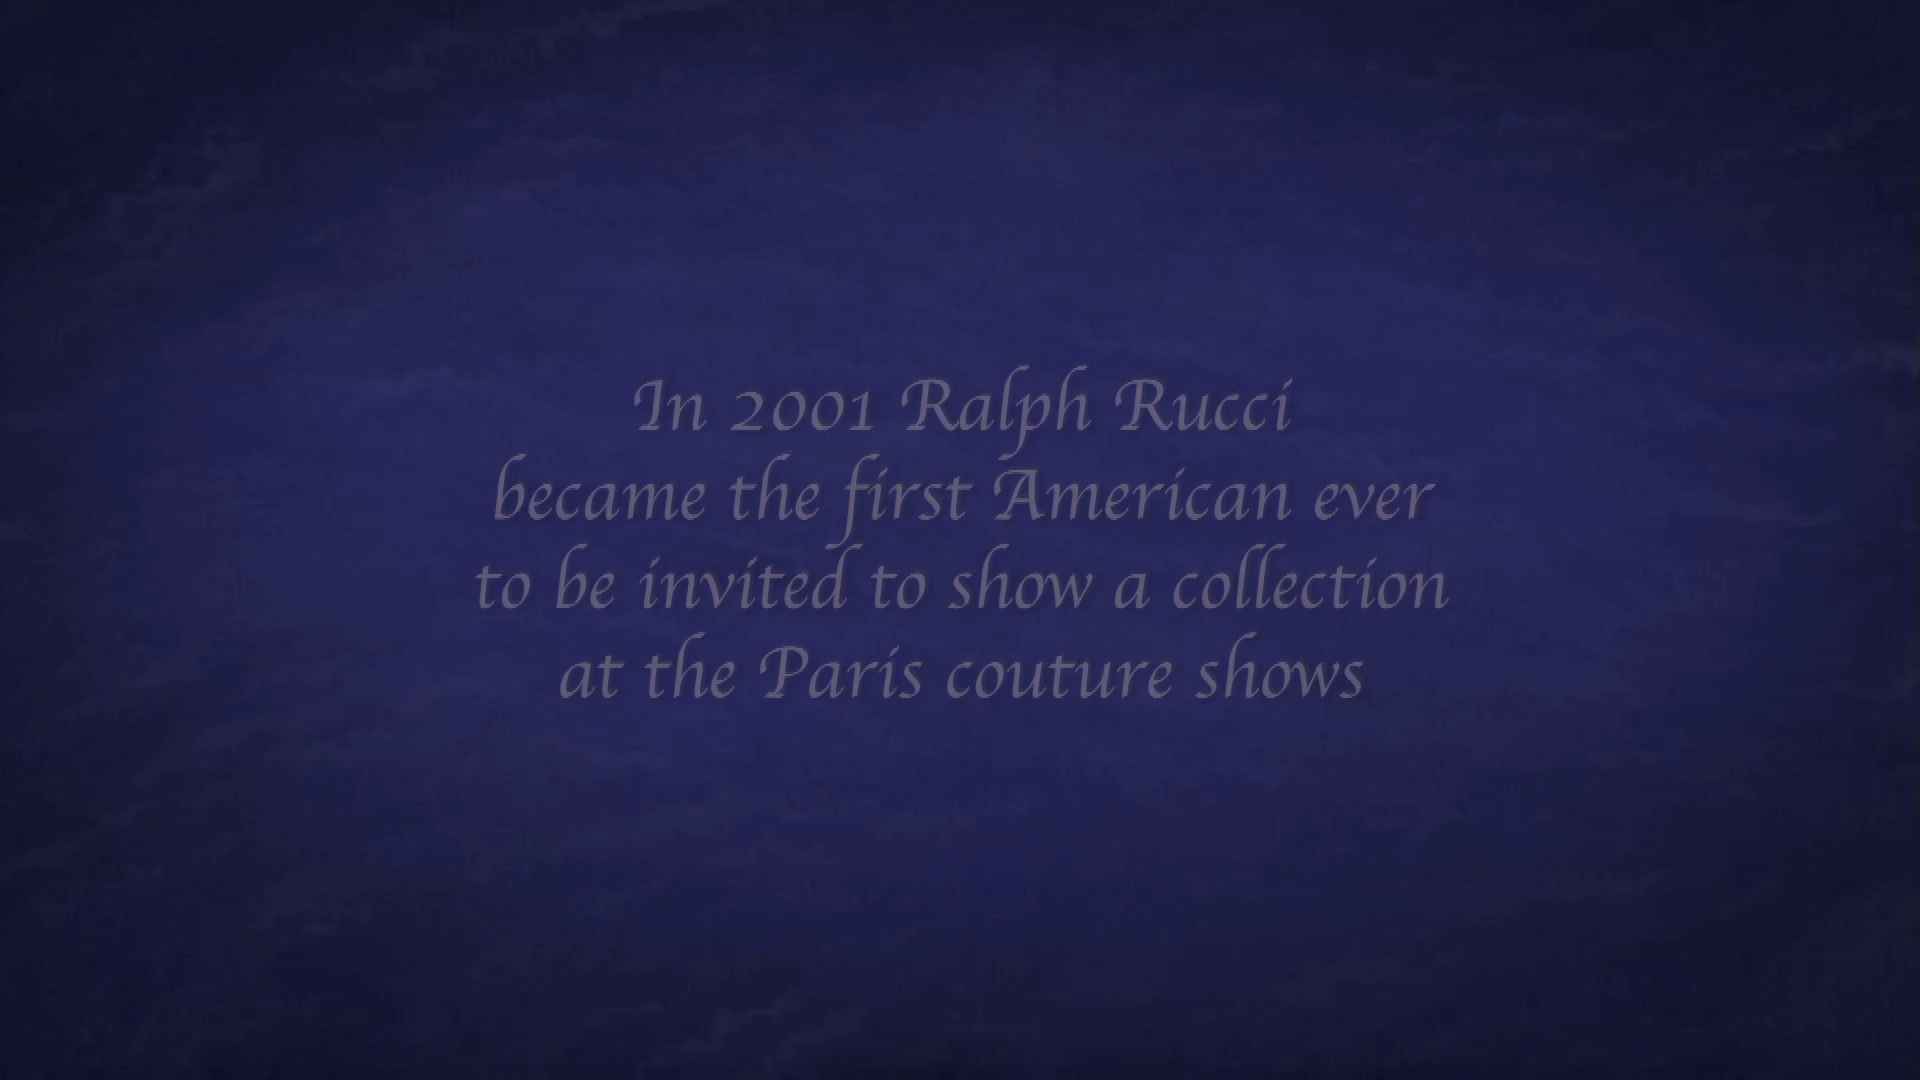 In 2001 Ralph Rucci
became the first American ever
to be invited to show a collection
at the Paris couture shows